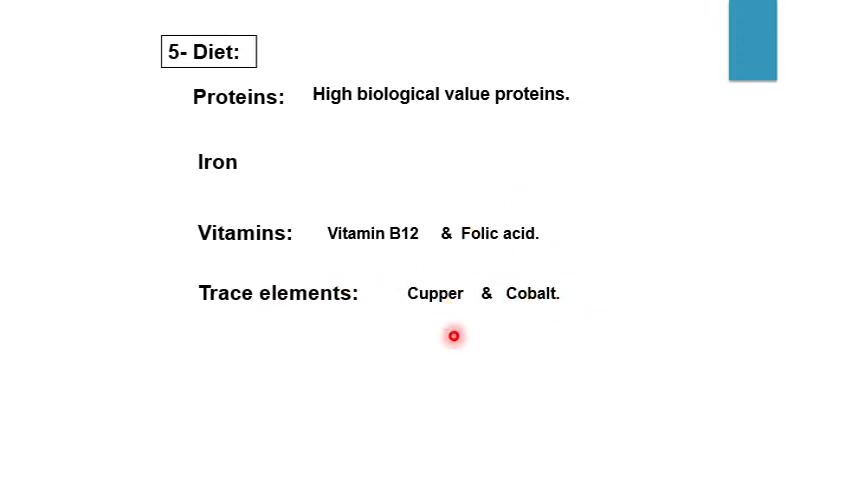 5- Diet:
Proteins: High biological value proteins.
Iron
Vitamins: Vitamin B12 & Folic acid.
Trace elements: Cupper & Cobalt.